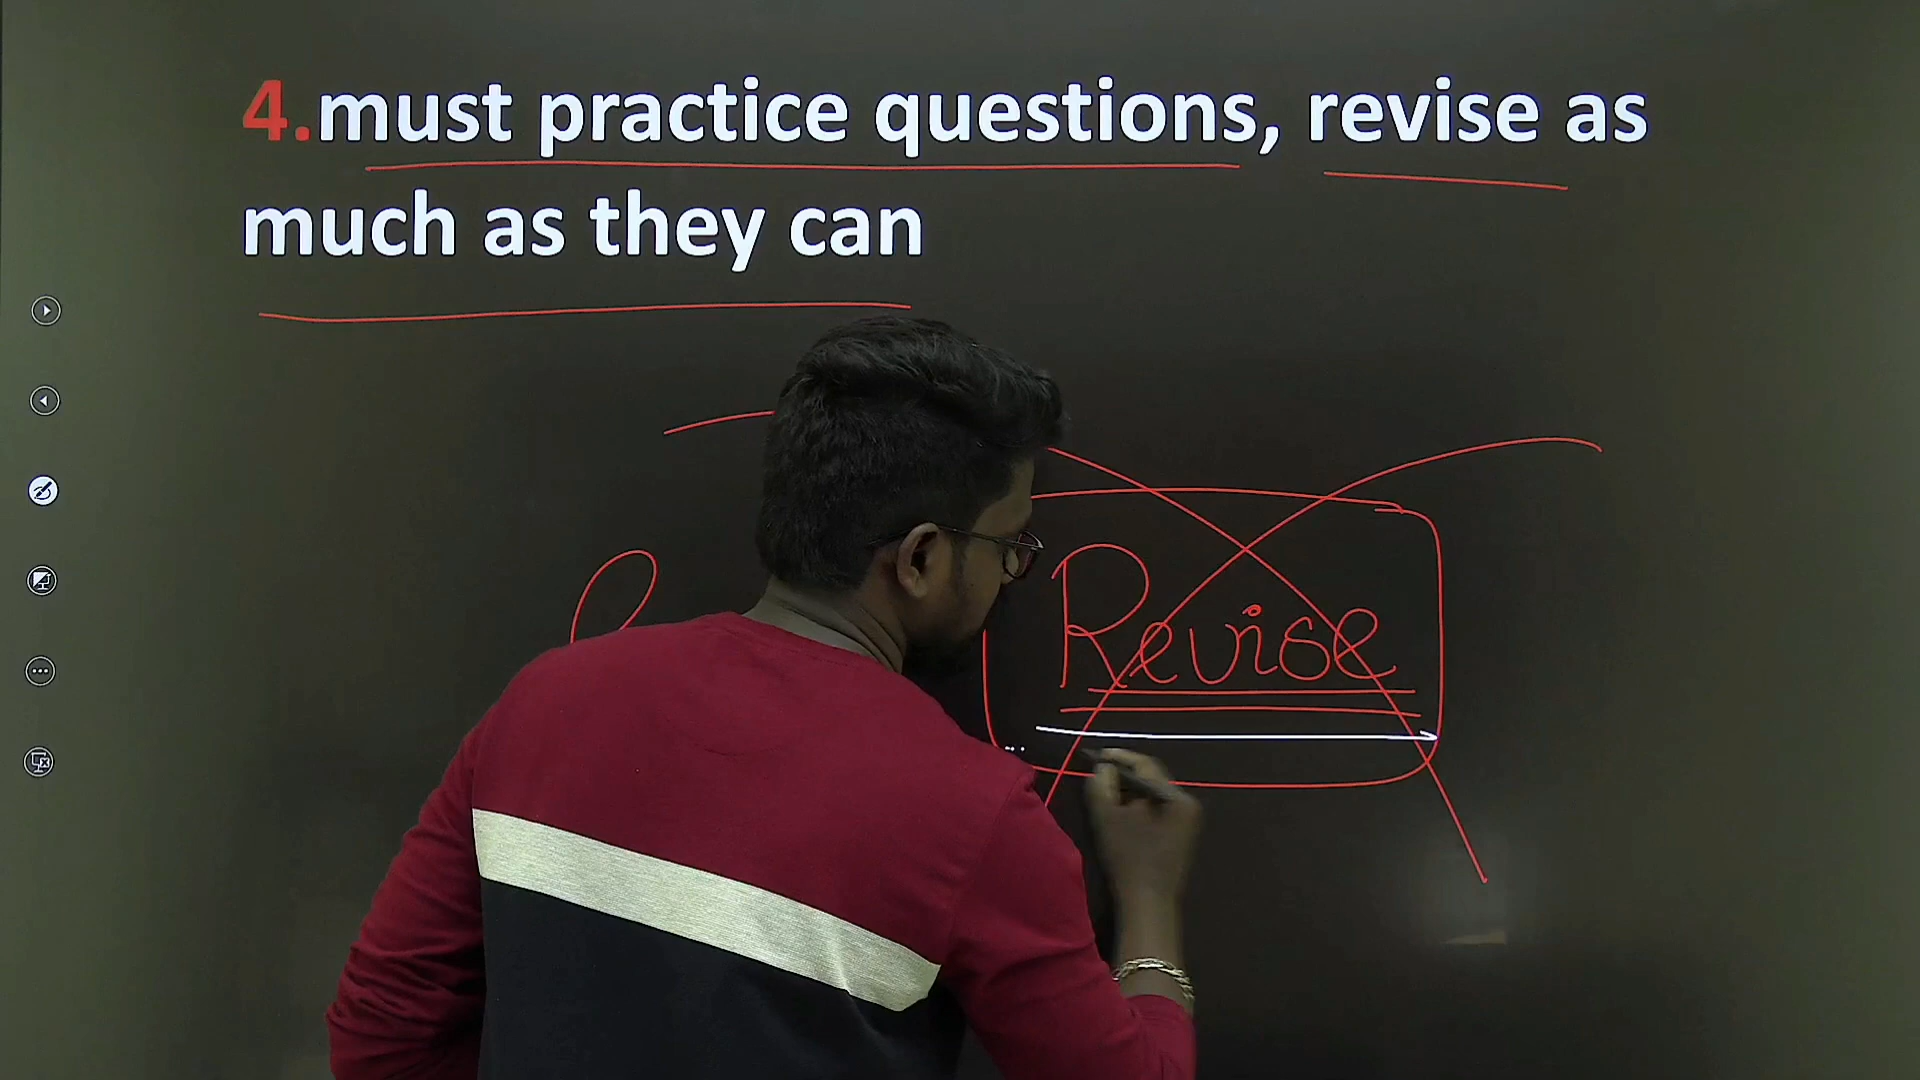 4.must practice questions, revise as
much as they can
Revise